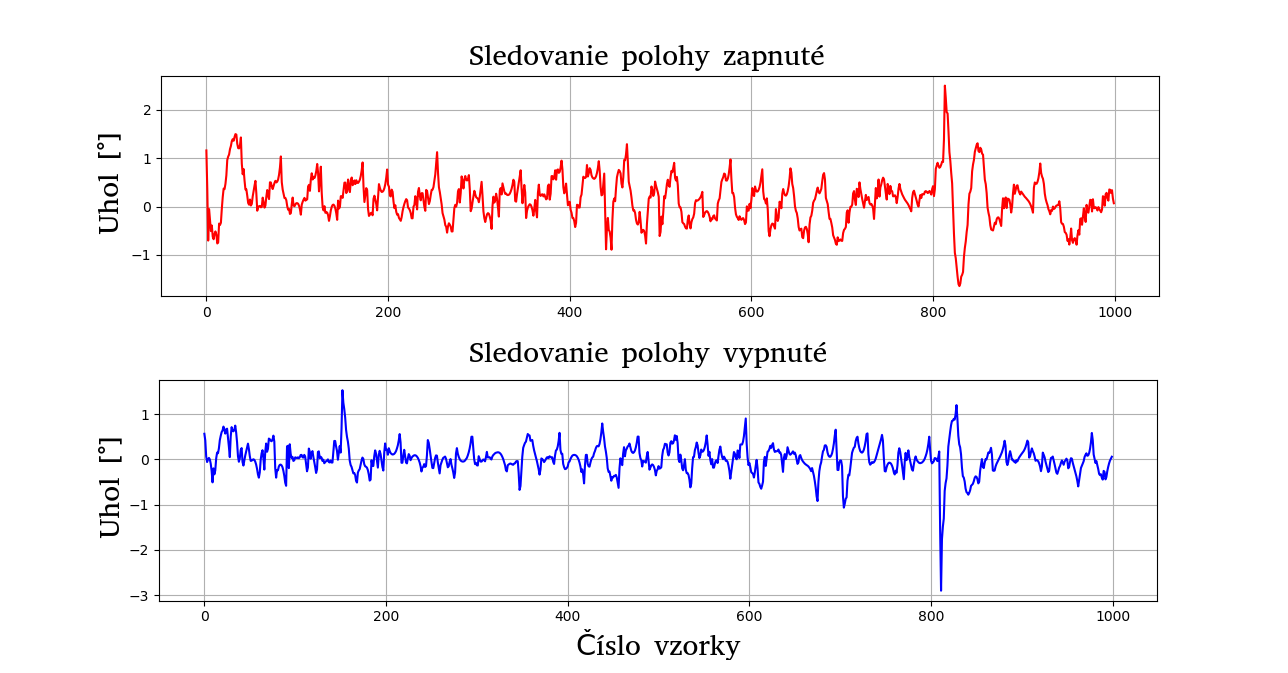 Sledovanie polohy zapnuté
Uhol [°]
2
1
0
−1
0 200 400 600 800 1000
Sledovanie polohy vypnuté
Uhol [°]
1
0
−1
−2
−3
0 200 400 600 800 1000
Číslo vzorky